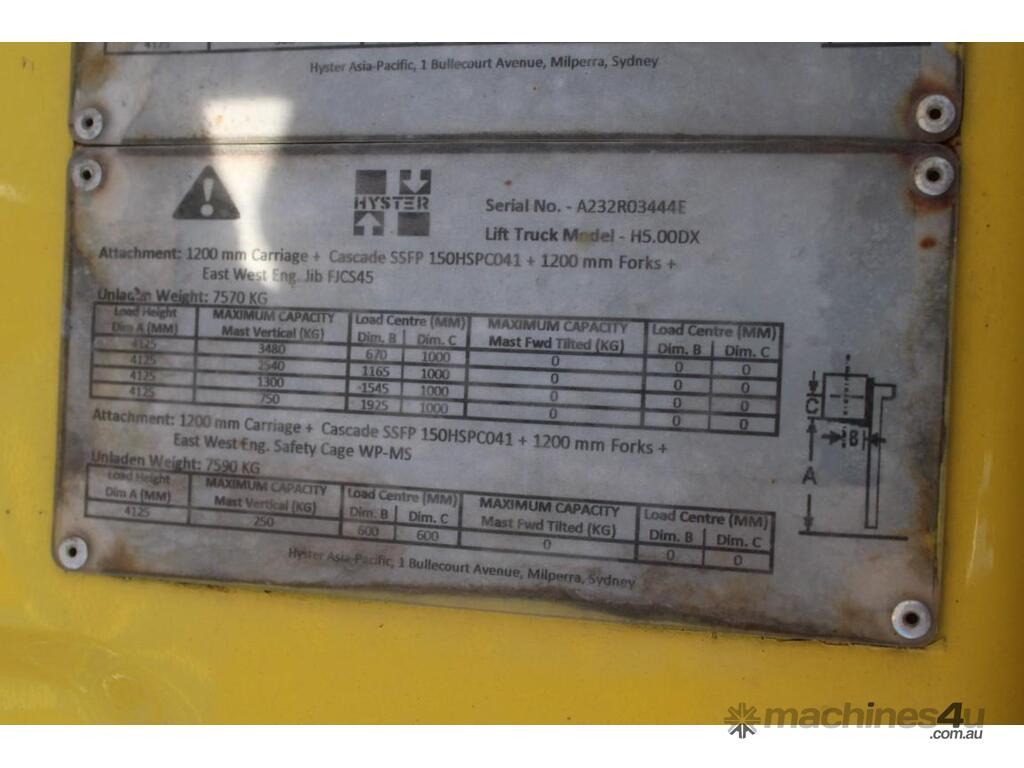 4125
Hyster Asia-Pacific, 1 Bullecourt Avenue, Milperra, Sydney
HYSTER
Serial No. - A232R03444E
Lift Truck Model - H5.00DX
Attachment: 1200 mm Carriage + Cascade SSFP 150HSPC041 + 1200 mm Forks +
East West Eng. Jib FJCS45
Unladen Weight: 7570 KG
Load Height MAXIMUM CAPACITY Load Centre (MM) MAXIMUM CAPACITY Load Centre (MM)
Dim A (MM) Mast Vertical (KG) Dim. B Dim. C Mast Fwd Tilted (KG) Dim. B Dim. C
4125 3480 670 1000 0 0 0
4125 2540 1165 1000 0 0 0
4125 1300 1545 1000 0 0 0
4125 750 1925 1000 0 0 0
Attachment: 1200 mm Carriage + Cascade SSFP 150HSPC041 + 1200 mm Forks +
East West Eng. Safety Cage WP-MS
Unladen Weight: 7590 KG
Load Height MAXIMUM CAPACITY Load Centre (MM) MAXIMUM CAPACITY Load Centre (MM)
Dim A (MM) Mast Vertical (KG) Dim. B Dim. C Mast Fwd Tilted (KG) Dim. B Dim. C
4125 250 600 600 0 0 0
Hyster Asia-Pacific, 1 Bullecourt Avenue, Milperra, Sydney
C
B
A
machines4u
.com.au